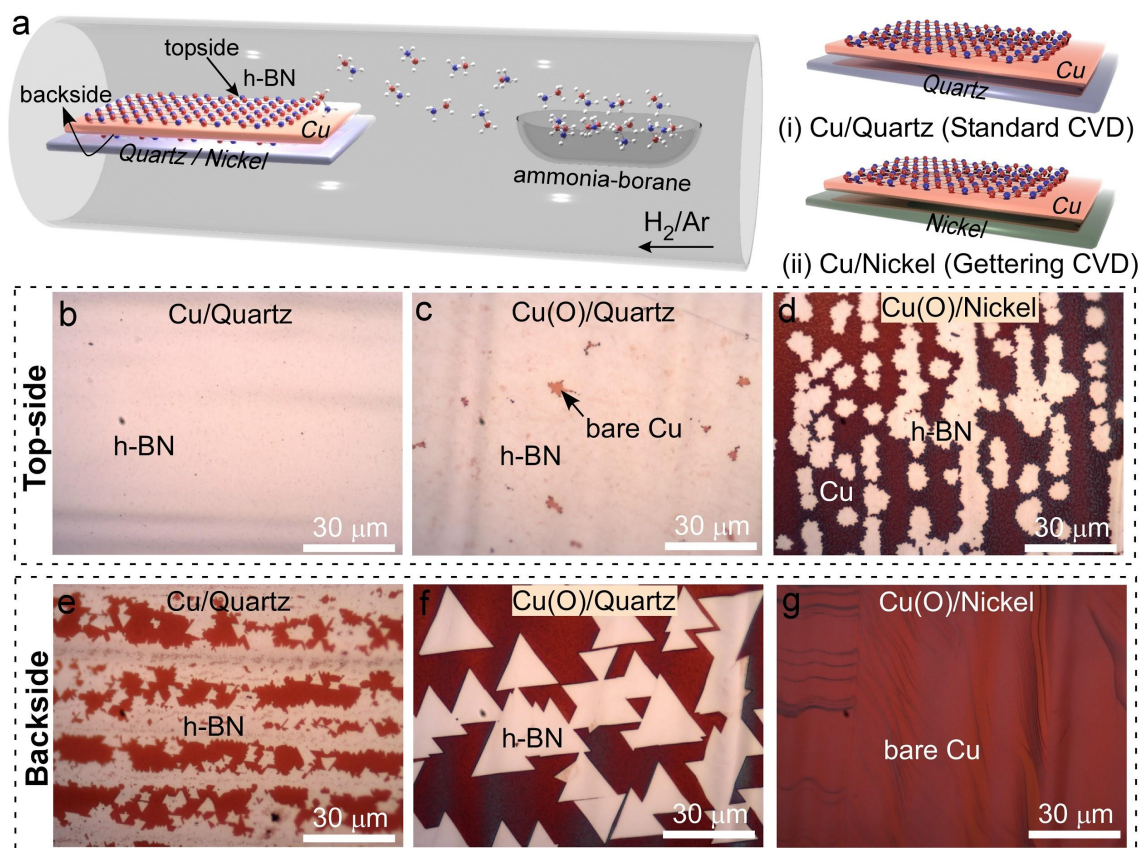 a
topside
h-BN
backside
Cu
Quartz / Nickel
ammonia-borane
H₂/Ar
Cu
Quartz
(i) Cu/Quartz (Standard CVD)
Cu
Nickel
(ii) Cu/Nickel (Gettering CVD)
Top-side
b
Cu/Quartz
h-BN
30 μm
c
Cu(O)/Quartz
bare Cu
h-BN
30 μm
d
Cu(O)/Nickel
h-BN
Cu
30 μm
Backside
e
Cu/Quartz
h-BN
30 μm
f
Cu(O)/Quartz
h-BN
30 μm
g
Cu(O)/Nickel
bare Cu
30 μm